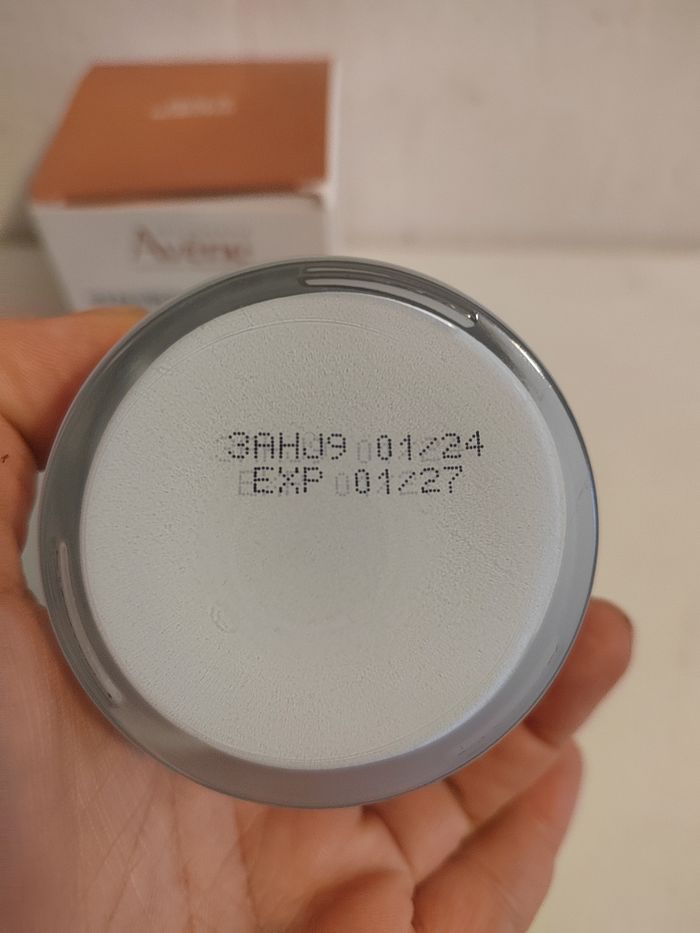 Avène
3AHJ9 01/24
EXP 01/27